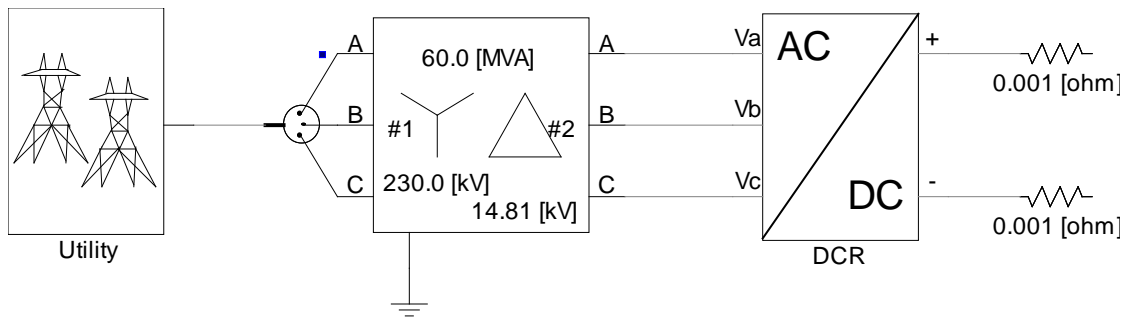 A
60.0 [MVA]
A
Va
AC
+
0.001 [ohm]
B
#1
#2
B
Vb
C
230.0 [kV]
14.81 [kV]
C
Vc
DC
-
0.001 [ohm]
Utility
DCR